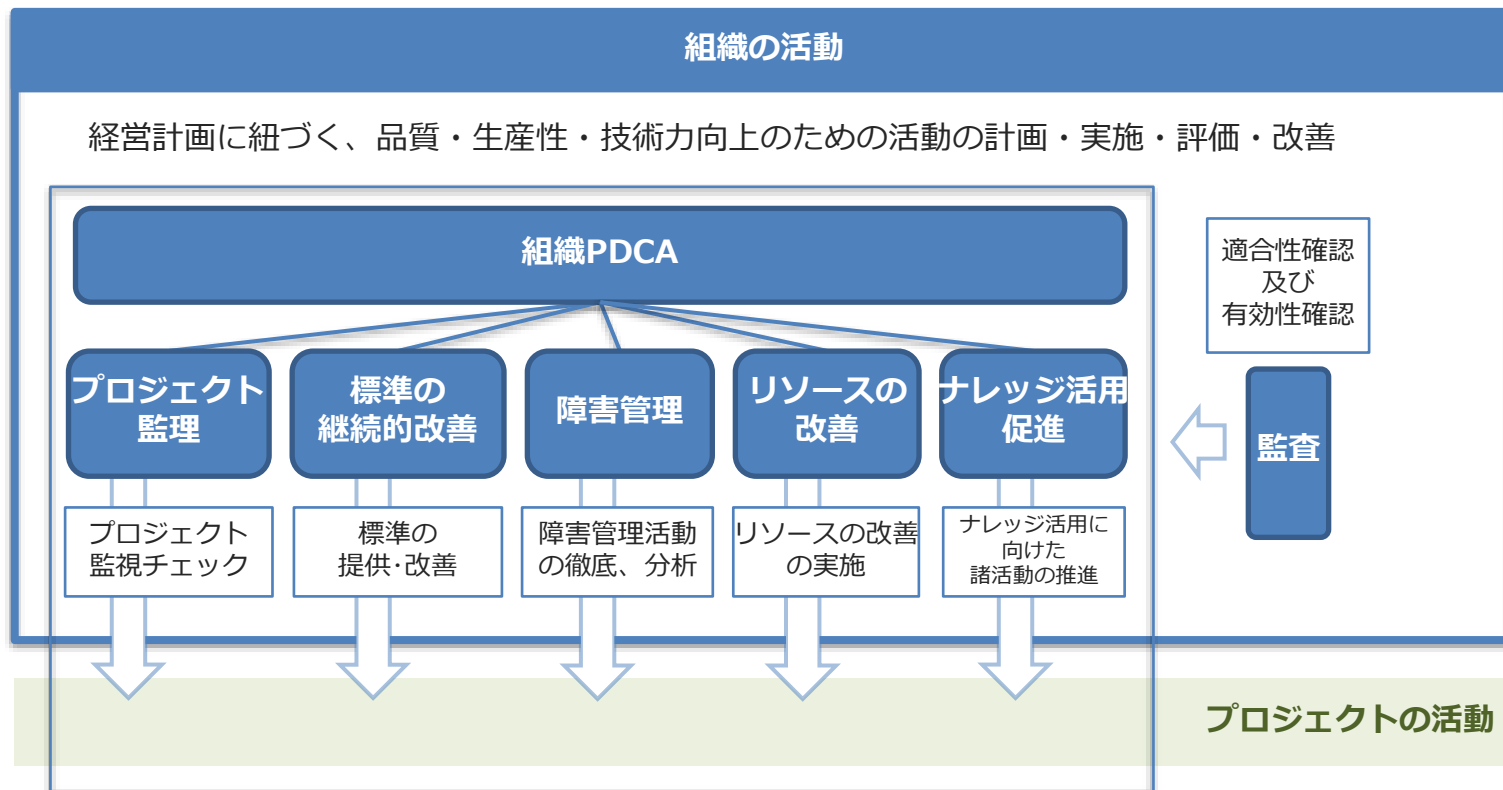 組織の活動
経営計画に紐づく、品質・生産性・技術力向上のための活動の計画・実施・評価・改善
組織PDCA
適合性確認
及び
有効性確認
プロジェクト
監理
標準の
継続的改善
障害管理
リソースの
改善
ナレッジ活用
促進
監査
プロジェクト
監視チェック
標準の
提供･改善
障害管理活動
の徹底、分析
リソースの改善
の実施
ナレッジ活用に
向けた
諸活動の推進
プロジェクトの活動